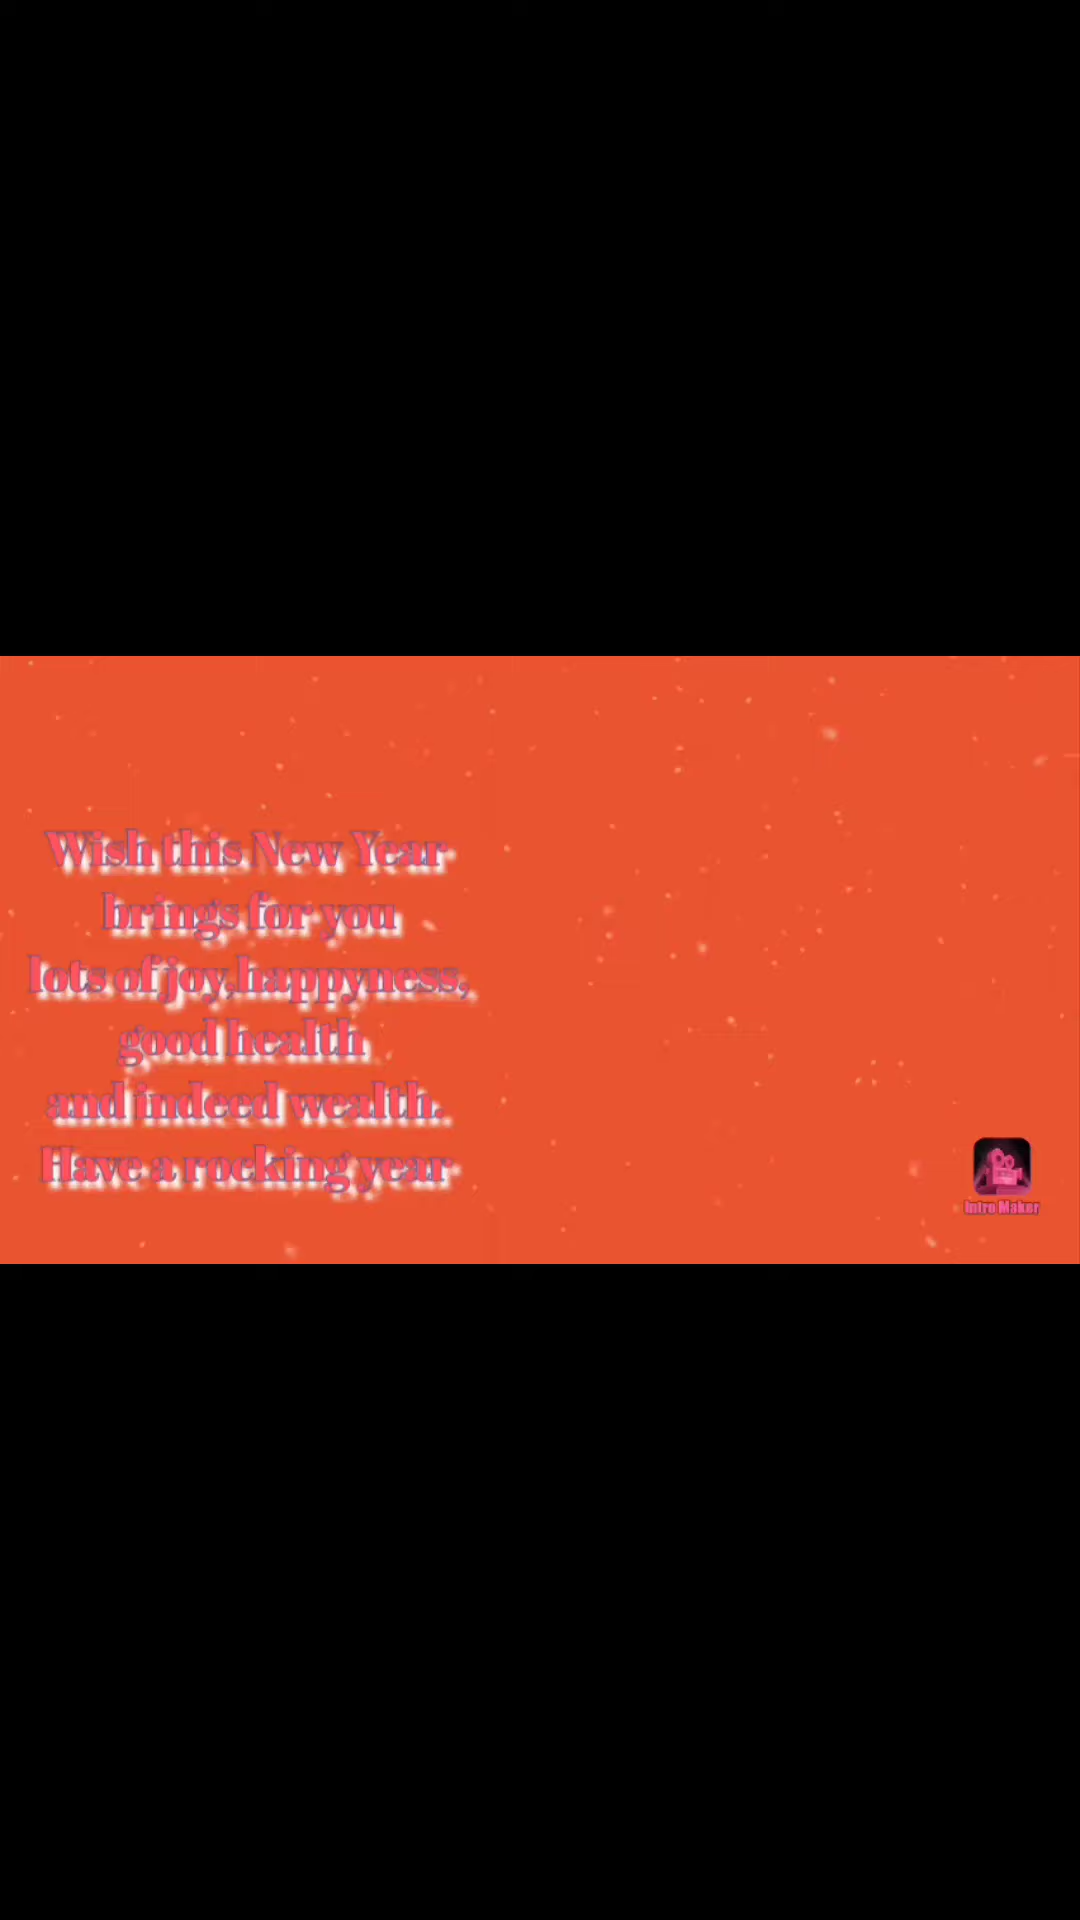 Wish this New Year
brings for you
lots of joy,happyness,
good health
and indeed wealth.
Have a rocking year
Intro Maker